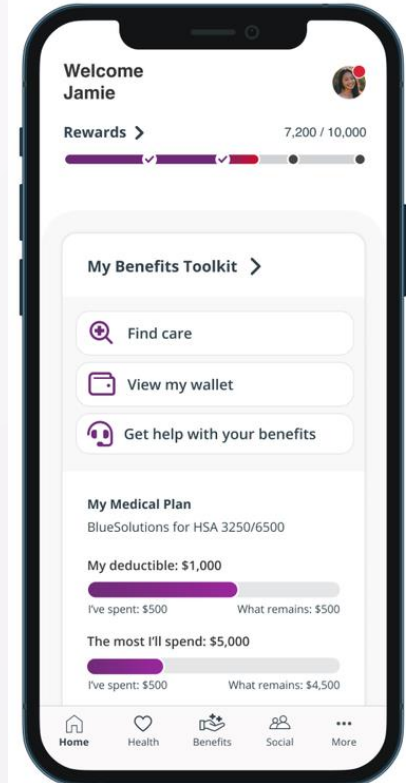 Welcome
Jamie
Rewards
7,200 / 10,000
My Benefits Toolkit
Find care
View my wallet
Get help with your benefits
My Medical Plan
BlueSolutions for HSA 3250/6500
My deductible: $1,000
I've spent: $500 What remains: $500
The most I'll spend: $5,000
I've spent: $500 What remains: $4,500
Home Health Benefits Social More